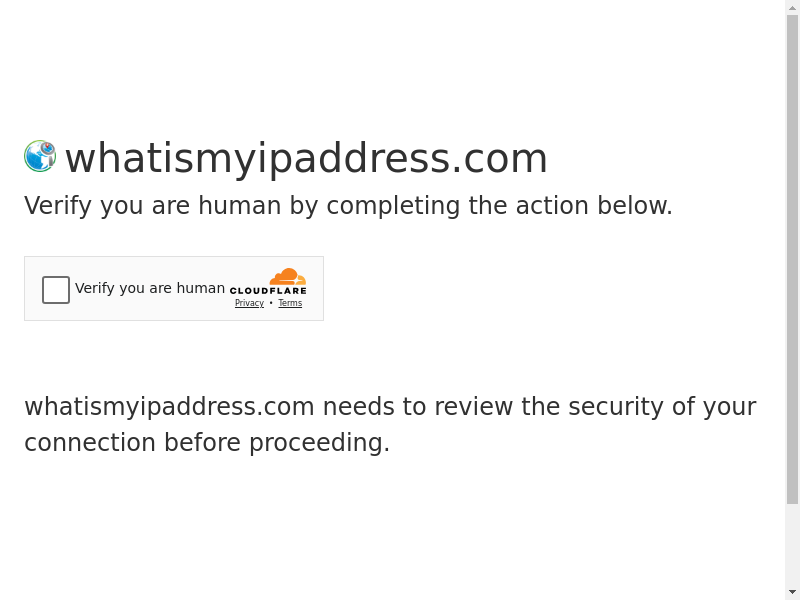 whatismyipaddress.com
Verify you are human by completing the action below.
Verify you are human
CLOUDFLARE
Privacy • Terms
whatismyipaddress.com needs to review the security of your
connection before proceeding.